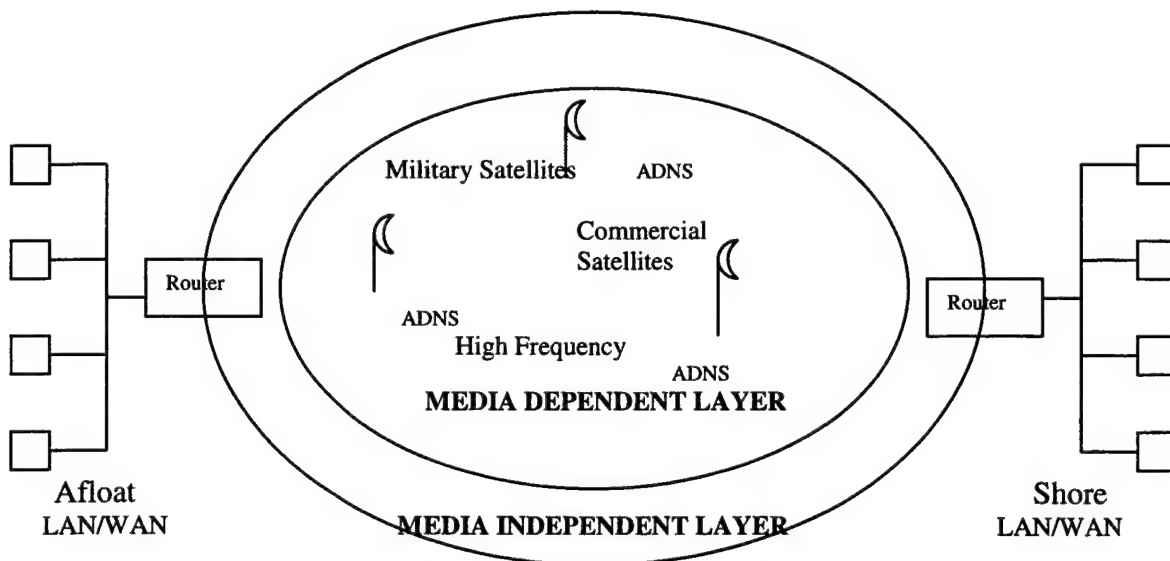 Military Satellites
ADNS
Commercial
Satellites
Router
Router
ADNS
High Frequency
ADNS
MEDIA DEPENDENT LAYER
Afloat
LAN/WAN
MEDIA INDEPENDENT LAYER
Shore
LAN/WAN